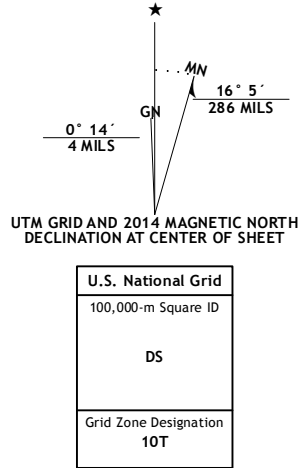 ★
MN
GN
16° 5´
286 MILS
0° 14´
4 MILS
UTM GRID AND 2014 MAGNETIC NORTH
DECLINATION AT CENTER OF SHEET
U.S. National Grid
100,000-m Square ID
DS
Grid Zone Designation
10T